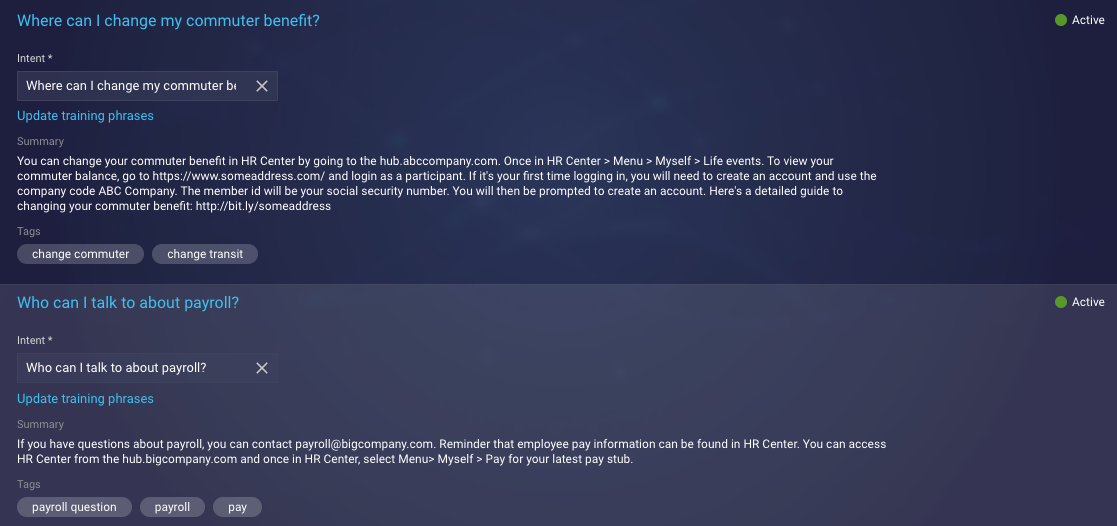 Where can I change my commuter benefit?
Active
Intent *
Where can I change my commuter be
Update training phrases
Summary
You can change your commuter benefit in HR Center by going to the hub.abccompany.com. Once in HR Center > Menu > Myself > Life events. To view your
commuter balance, go to https://www.someaddress.com/ and login as a participant. If it's your first time logging in, you will need to create an account and use the
company code ABC Company. The member id will be your social security number. You will then be prompted to create an account. Here's a detailed guide to
changing your commuter benefit: http://bit.ly/someaddress
Tags
change commuter
change transit
Who can I talk to about payroll?
Active
Intent *
Who can I talk to about payroll?
Update training phrases
Summary
If you have questions about payroll, you can contact payroll@bigcompany.com. Reminder that employee pay information can be found in HR Center. You can access
HR Center from the hub.bigcompany.com and once in HR Center, select Menu> Myself > Pay for your latest pay stub.
Tags
payroll question
payroll
pay